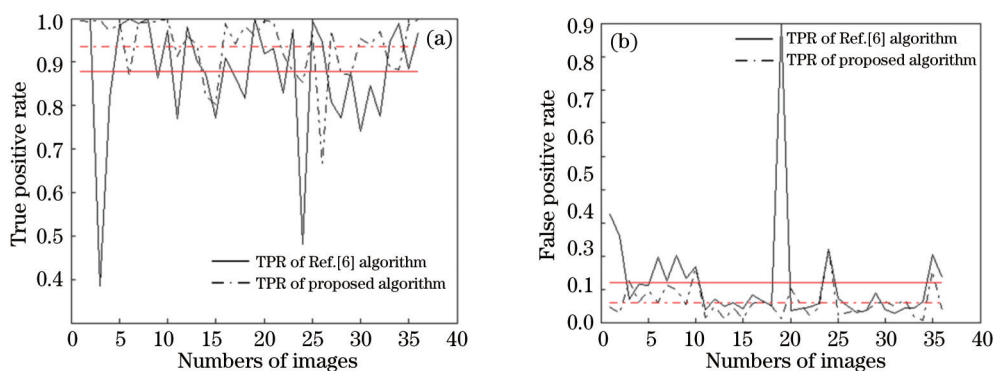 1.0
0.9
0.8
0.7
0.6
0.5
0.4
True positive rate
(a)
TPR of Ref.[6] algorithm
TPR of proposed algorithm
0 5 10 15 20 25 30 35 40
Numbers of images
0.9
0.8
0.7
0.6
0.5
0.4
0.3
0.2
0.1
0.0
False positive rate
(b)
TPR of Ref.[6] algorithm
TPR of proposed algorithm
0 5 10 15 20 25 30 35 40
Numbers of images